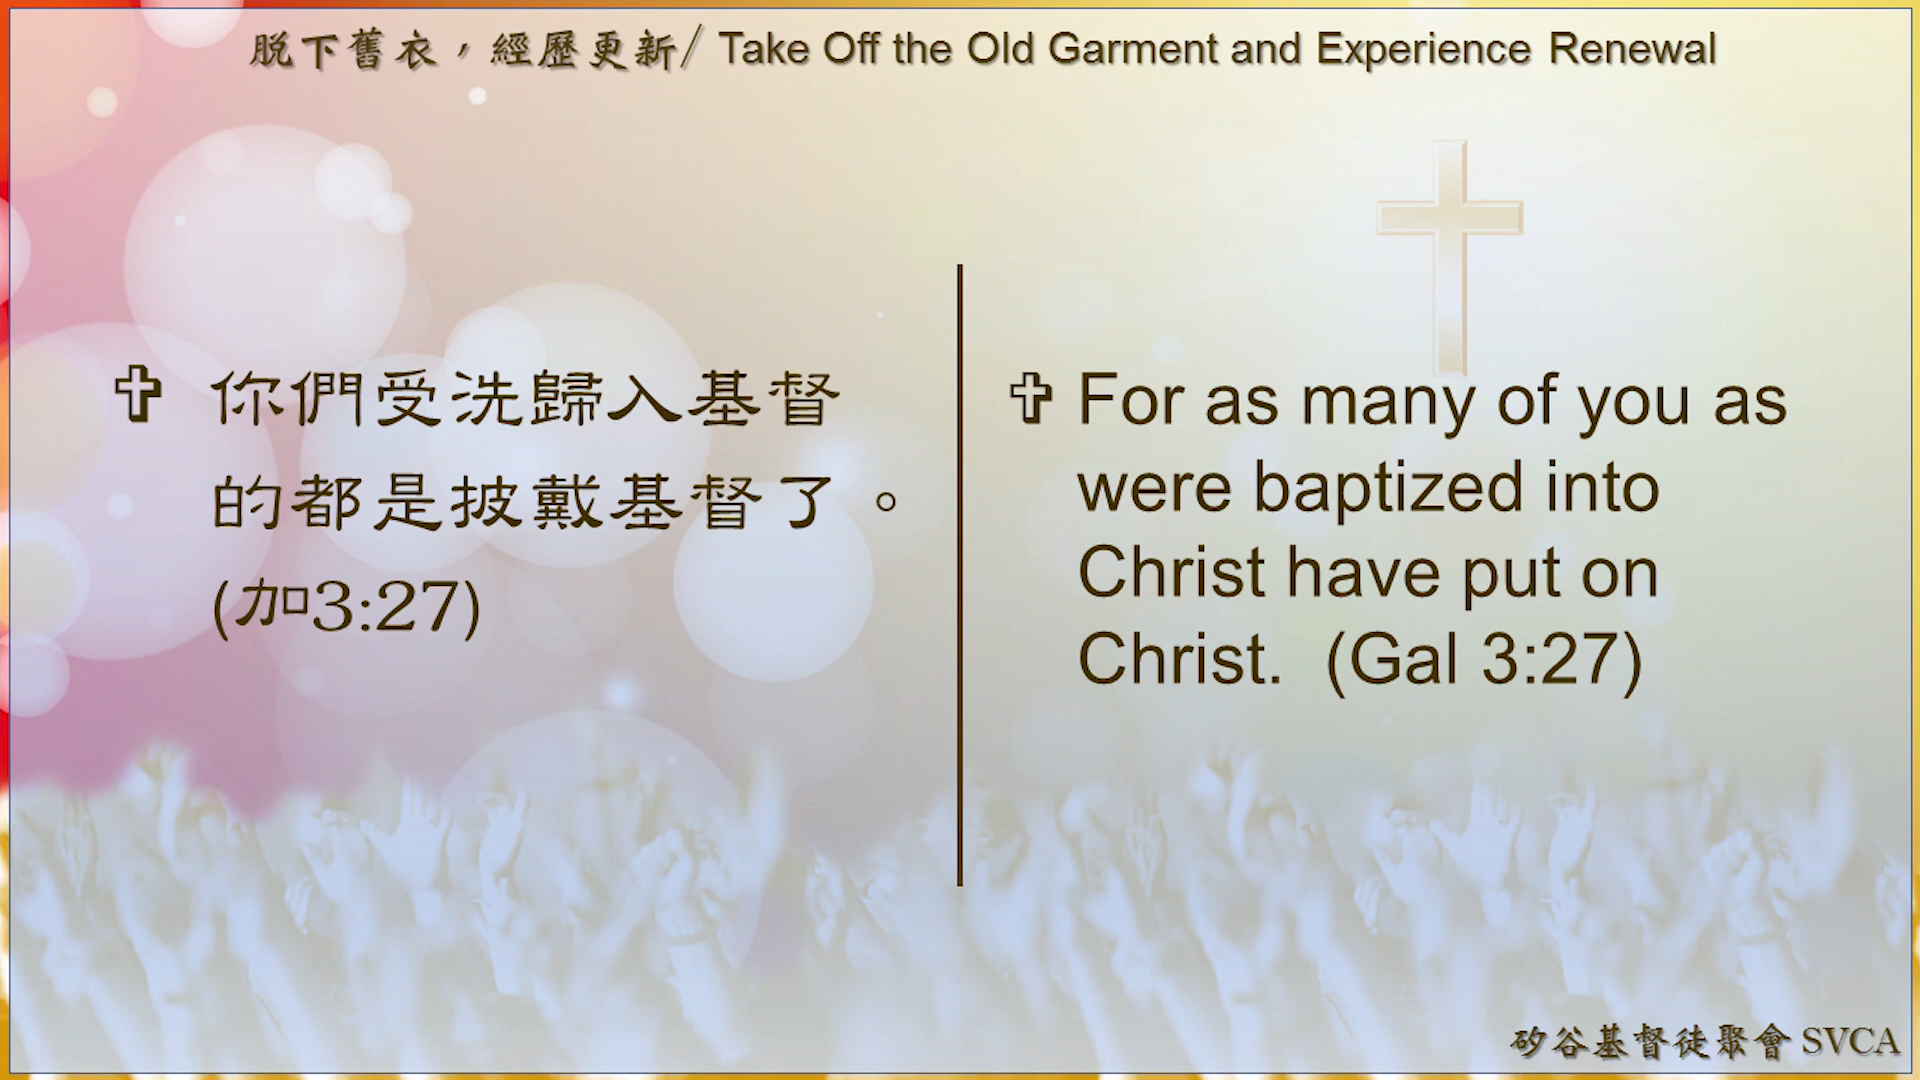 脱下舊衣，經歷更新/ Take Off the Old Garment and Experience Renewal
✞ 你們受洗歸入基督
的都是披戴基督了。
(加3:27)
✞ For as many of you as
were baptized into
Christ have put on
Christ. (Gal 3:27)
矽谷基督徒聚會 SVCA